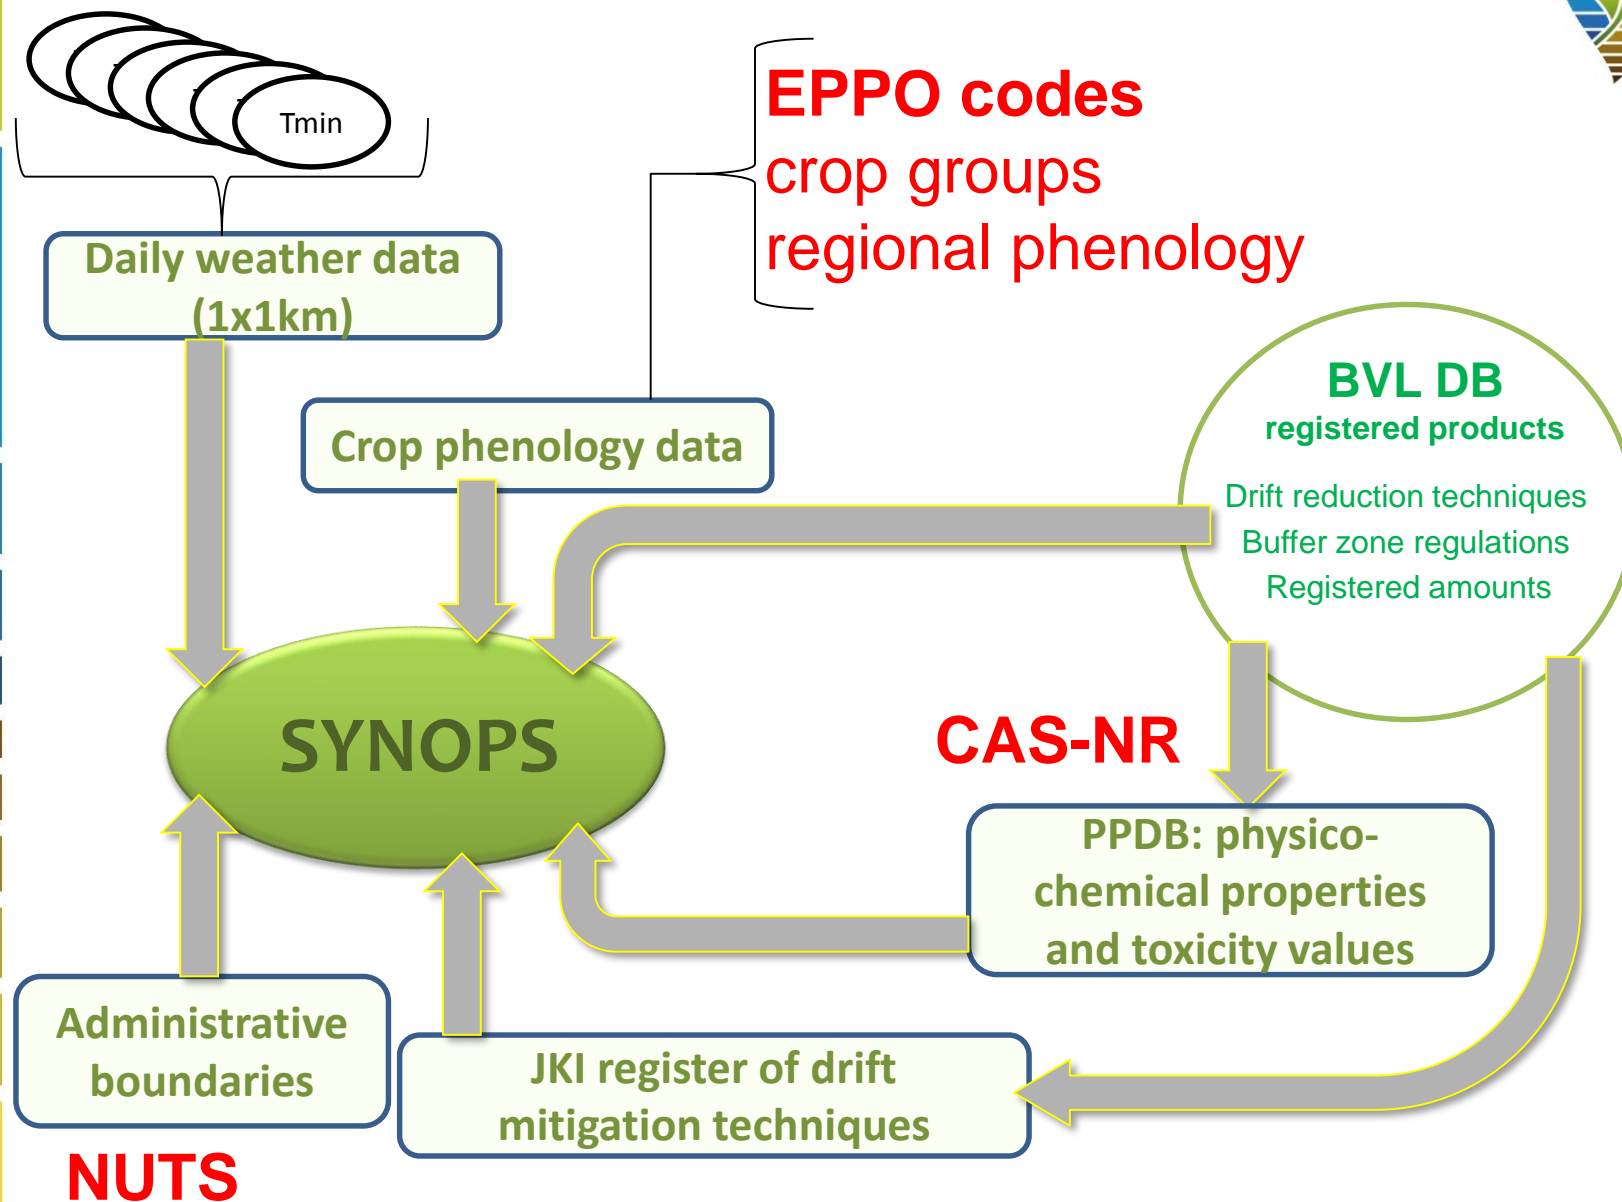 Tmin
EPPO codes
crop groups
regional phenology
Daily weather data
(1x1km)
Crop phenology data
BVL DB
registered products
Drift reduction techniques
Buffer zone regulations
Registered amounts
SYNOPS
CAS-NR
PPDB: physico-
chemical properties
and toxicity values
Administrative
boundaries
JKI register of drift
mitigation techniques
NUTS